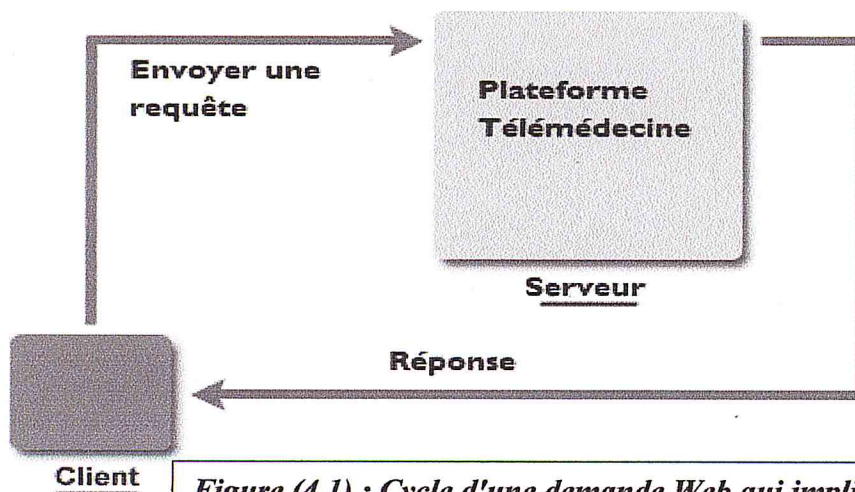 Envoyer une
requête
Plateforme
Télémédecine
Serveur
Réponse
Client
Figure (4.1) : Cycle d'une demande Web qui